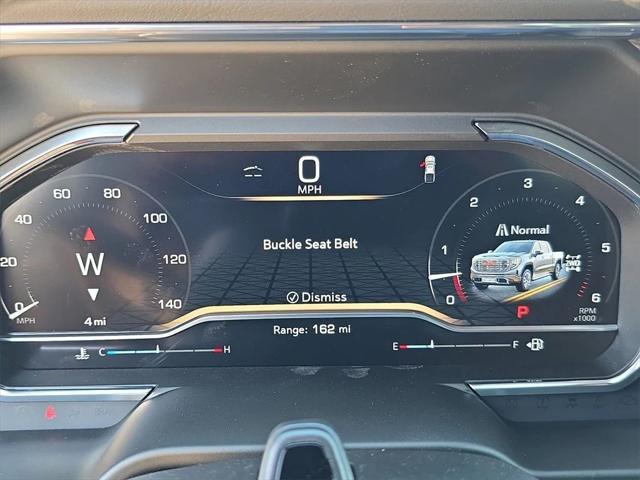 0
MPH
Buckle Seat Belt
Dismiss
Range: 162 mi
0
20
40
60
80
100
120
140
MPH
W
4 mi
0
1
2
3
4
5
6
Normal
2WD
P
RPM
x1000
C
H
E
F